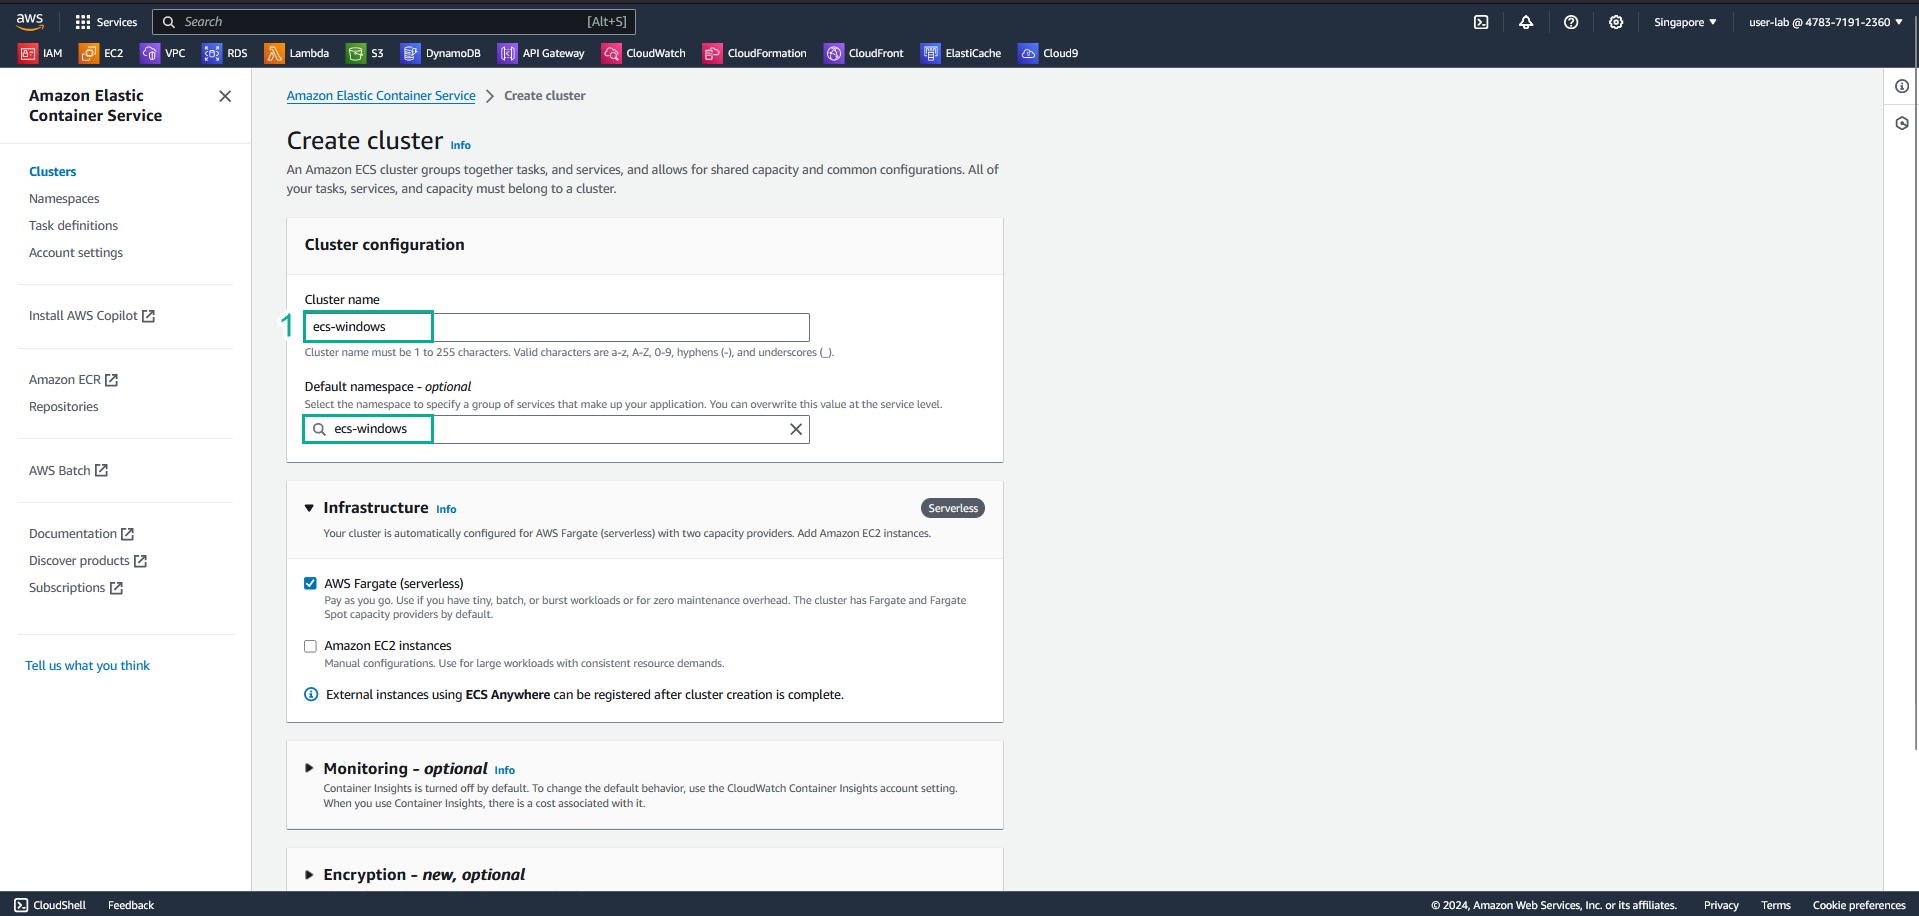 aws
Services
Search
[Alt+S]
Singapore ▼
user-lab @ 4783-7191-2360 ▼
IAM
EC2
VPC
RDS
Lambda
S3
DynamoDB
API Gateway
CloudWatch
CloudFormation
CloudFront
ElastiCache
Cloud9
Amazon Elastic
Container Service
Clusters
Namespaces
Task definitions
Account settings
Install AWS Copilot
Amazon ECR
Repositories
AWS Batch
Documentation
Discover products
Subscriptions
Tell us what you think
Amazon Elastic Container Service > Create cluster
Create cluster Info
An Amazon ECS cluster groups together tasks, and services, and allows for shared capacity and common configurations. All of
your tasks, services, and capacity must belong to a cluster.
Cluster configuration
Cluster name
1
ecs-windows
Cluster name must be 1 to 255 characters. Valid characters are a-z, A-Z, 0-9, hyphens (-), and underscores (_).
Default namespace - optional
Select the namespace to specify a group of services that make up your application. You can overwrite this value at the service level.
ecs-windows
Infrastructure Info
Serverless
Your cluster is automatically configured for AWS Fargate (serverless) with two capacity providers. Add Amazon EC2 instances.
AWS Fargate (serverless)
Pay as you go. Use if you have tiny, batch, or burst workloads or for zero maintenance overhead. The cluster has Fargate and Fargate
Spot capacity providers by default.
Amazon EC2 instances
Manual configurations. Use for large workloads with consistent resource demands.
External instances using ECS Anywhere can be registered after cluster creation is complete.
Monitoring - optional Info
Container Insights is turned off by default. To change the default behavior, use the CloudWatch Container Insights account setting.
When you use Container Insights, there is a cost associated with it.
Encryption - new, optional
CloudShell
Feedback
© 2024, Amazon Web Services, Inc. or its affiliates.
Privacy
Terms
Cookie preferences